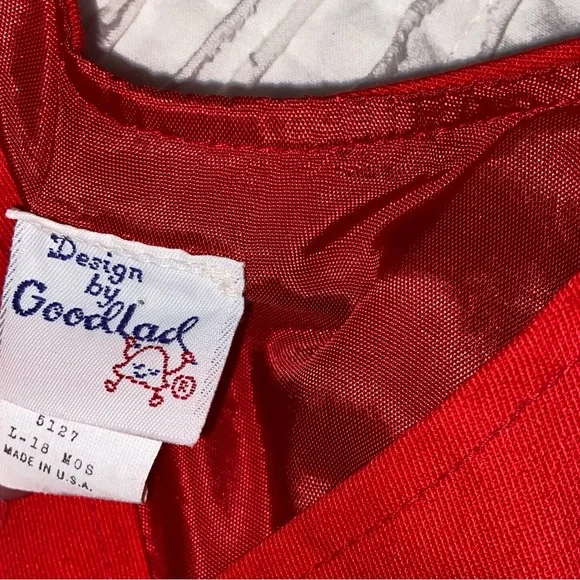 Design
by
Goodlad
®
5127
L-18 MOS
MADE IN U.S.A.